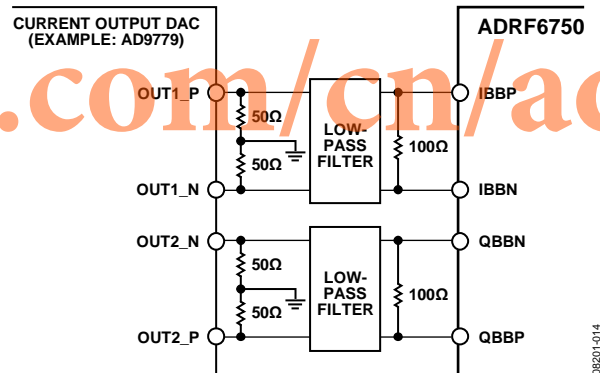 CURRENT OUTPUT DAC
(EXAMPLE: AD9779)
ADRF6750
.com/cn/ad
OUT1_P
IBBP
50Ω
LOW-
PASS
FILTER
100Ω
50Ω
OUT1_N
IBBN
OUT2_N
QBBN
50Ω
LOW-
PASS
FILTER
100Ω
50Ω
OUT2_P
QBBP
08201-014